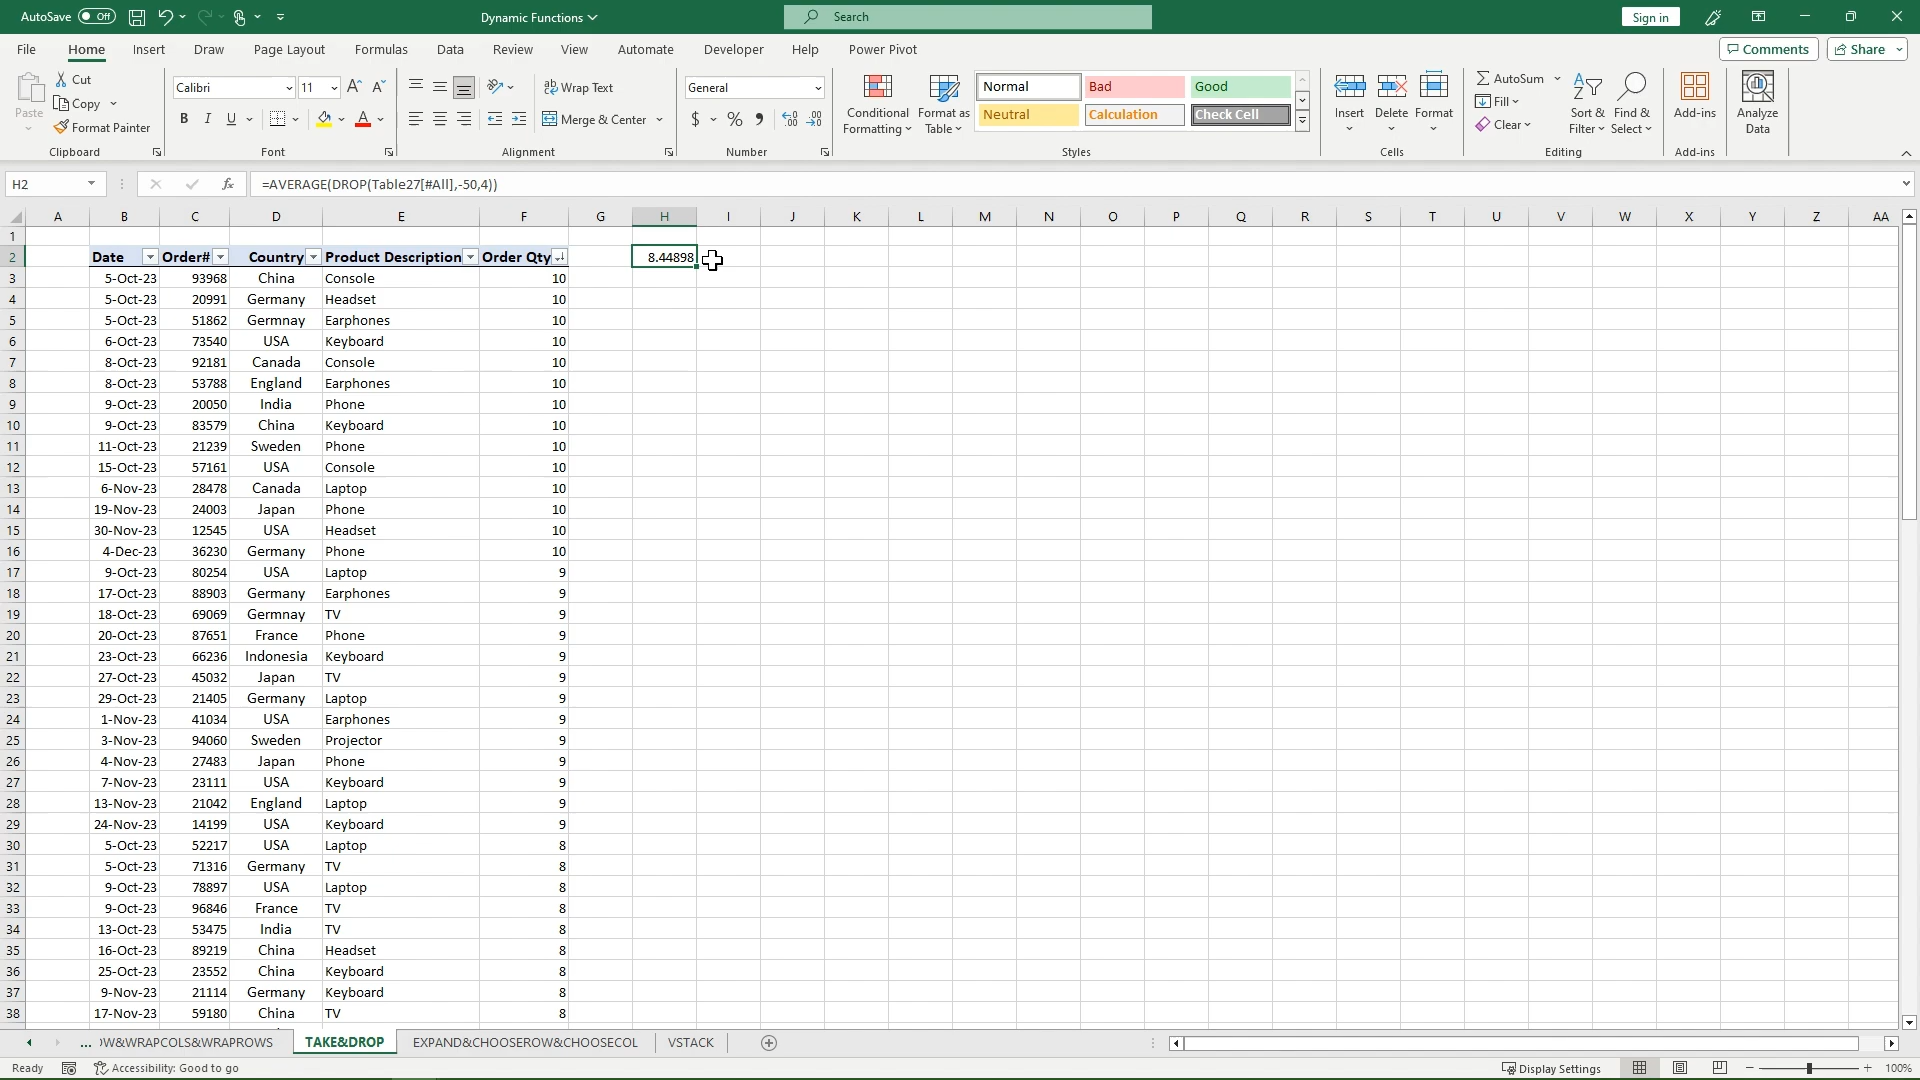 AutoSave Off Dynamic Functions Search Sign in
File Home Insert Draw Page Layout Formulas Data Review View Automate Developer Help Power Pivot Comments Share
Paste Cut Copy Format Painter Clipboard
Calibri 11 A A B I U A Font
Wrap Text Merge & Center Alignment
General $ % Number
Conditional Formatting Format as Table
Normal Bad Good
Neutral Calculation Check Cell
Styles
Insert Delete Format Cells
AutoSum Fill Clear Sort & Filter Find & Select Editing
Add-ins Add-ins
Analyze Data
H2 fx =AVERAGE(DROP(Table27[#All],-50,4))
A B C D E F G H I J K L M N O P Q R S T U V W X Y Z AA
1
2 Date Order# Country Product Description Order Qty 8.44898
3 5-Oct-23 93968 China Console 10
4 5-Oct-23 20991 Germany Headset 10
5 5-Oct-23 51862 Germnay Earphones 10
6 6-Oct-23 73540 USA Keyboard 10
7 8-Oct-23 92181 Canada Console 10
8 8-Oct-23 53788 England Earphones 10
9 9-Oct-23 20050 India Phone 10
10 9-Oct-23 83579 China Keyboard 10
11 11-Oct-23 21239 Sweden Phone 10
12 15-Oct-23 57161 USA Console 10
13 6-Nov-23 28478 Canada Laptop 10
14 19-Nov-23 24003 Japan Phone 10
15 30-Nov-23 12545 USA Headset 10
16 4-Dec-23 36230 Germany Phone 10
17 9-Oct-23 80254 USA Laptop 9
18 17-Oct-23 88903 Germany Earphones 9
19 18-Oct-23 69069 Germnay TV 9
20 20-Oct-23 87651 France Phone 9
21 23-Oct-23 66236 Indonesia Keyboard 9
22 27-Oct-23 45032 Japan TV 9
23 29-Oct-23 21405 Germany Laptop 9
24 1-Nov-23 41034 USA Earphones 9
25 3-Nov-23 94060 Sweden Projector 9
26 4-Nov-23 27483 Japan Phone 9
27 7-Nov-23 23111 USA Keyboard 9
28 13-Nov-23 21042 England Laptop 9
29 24-Nov-23 14199 USA Keyboard 9
30 5-Oct-23 52217 USA Laptop 8
31 5-Oct-23 71316 Germany TV 8
32 9-Oct-23 78897 USA Laptop 8
33 9-Oct-23 96846 France TV 8
34 13-Oct-23 53475 India TV 8
35 16-Oct-23 89219 China Headset 8
36 25-Oct-23 23552 China Keyboard 8
37 9-Nov-23 21114 Germany Keyboard 8
38 17-Nov-23 59180 China TV 8
... OW&WRAPCOLS&WRAPROWS TAKE&DROP EXPAND&CHOOSEROW&CHOOSECOL VSTACK
Ready Accessibility: Good to go Display Settings 100%